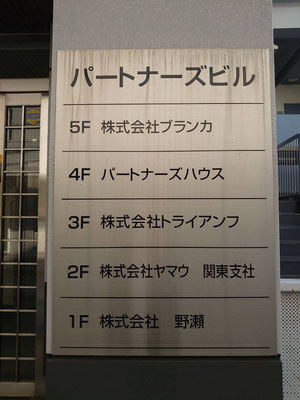 パートナーズビル
5F 株式会社ブランカ
4F パートナーズハウス
3F 株式会社トライアンフ
2F 株式会社ヤマウ 関東支社
1F 株式会社 野瀬